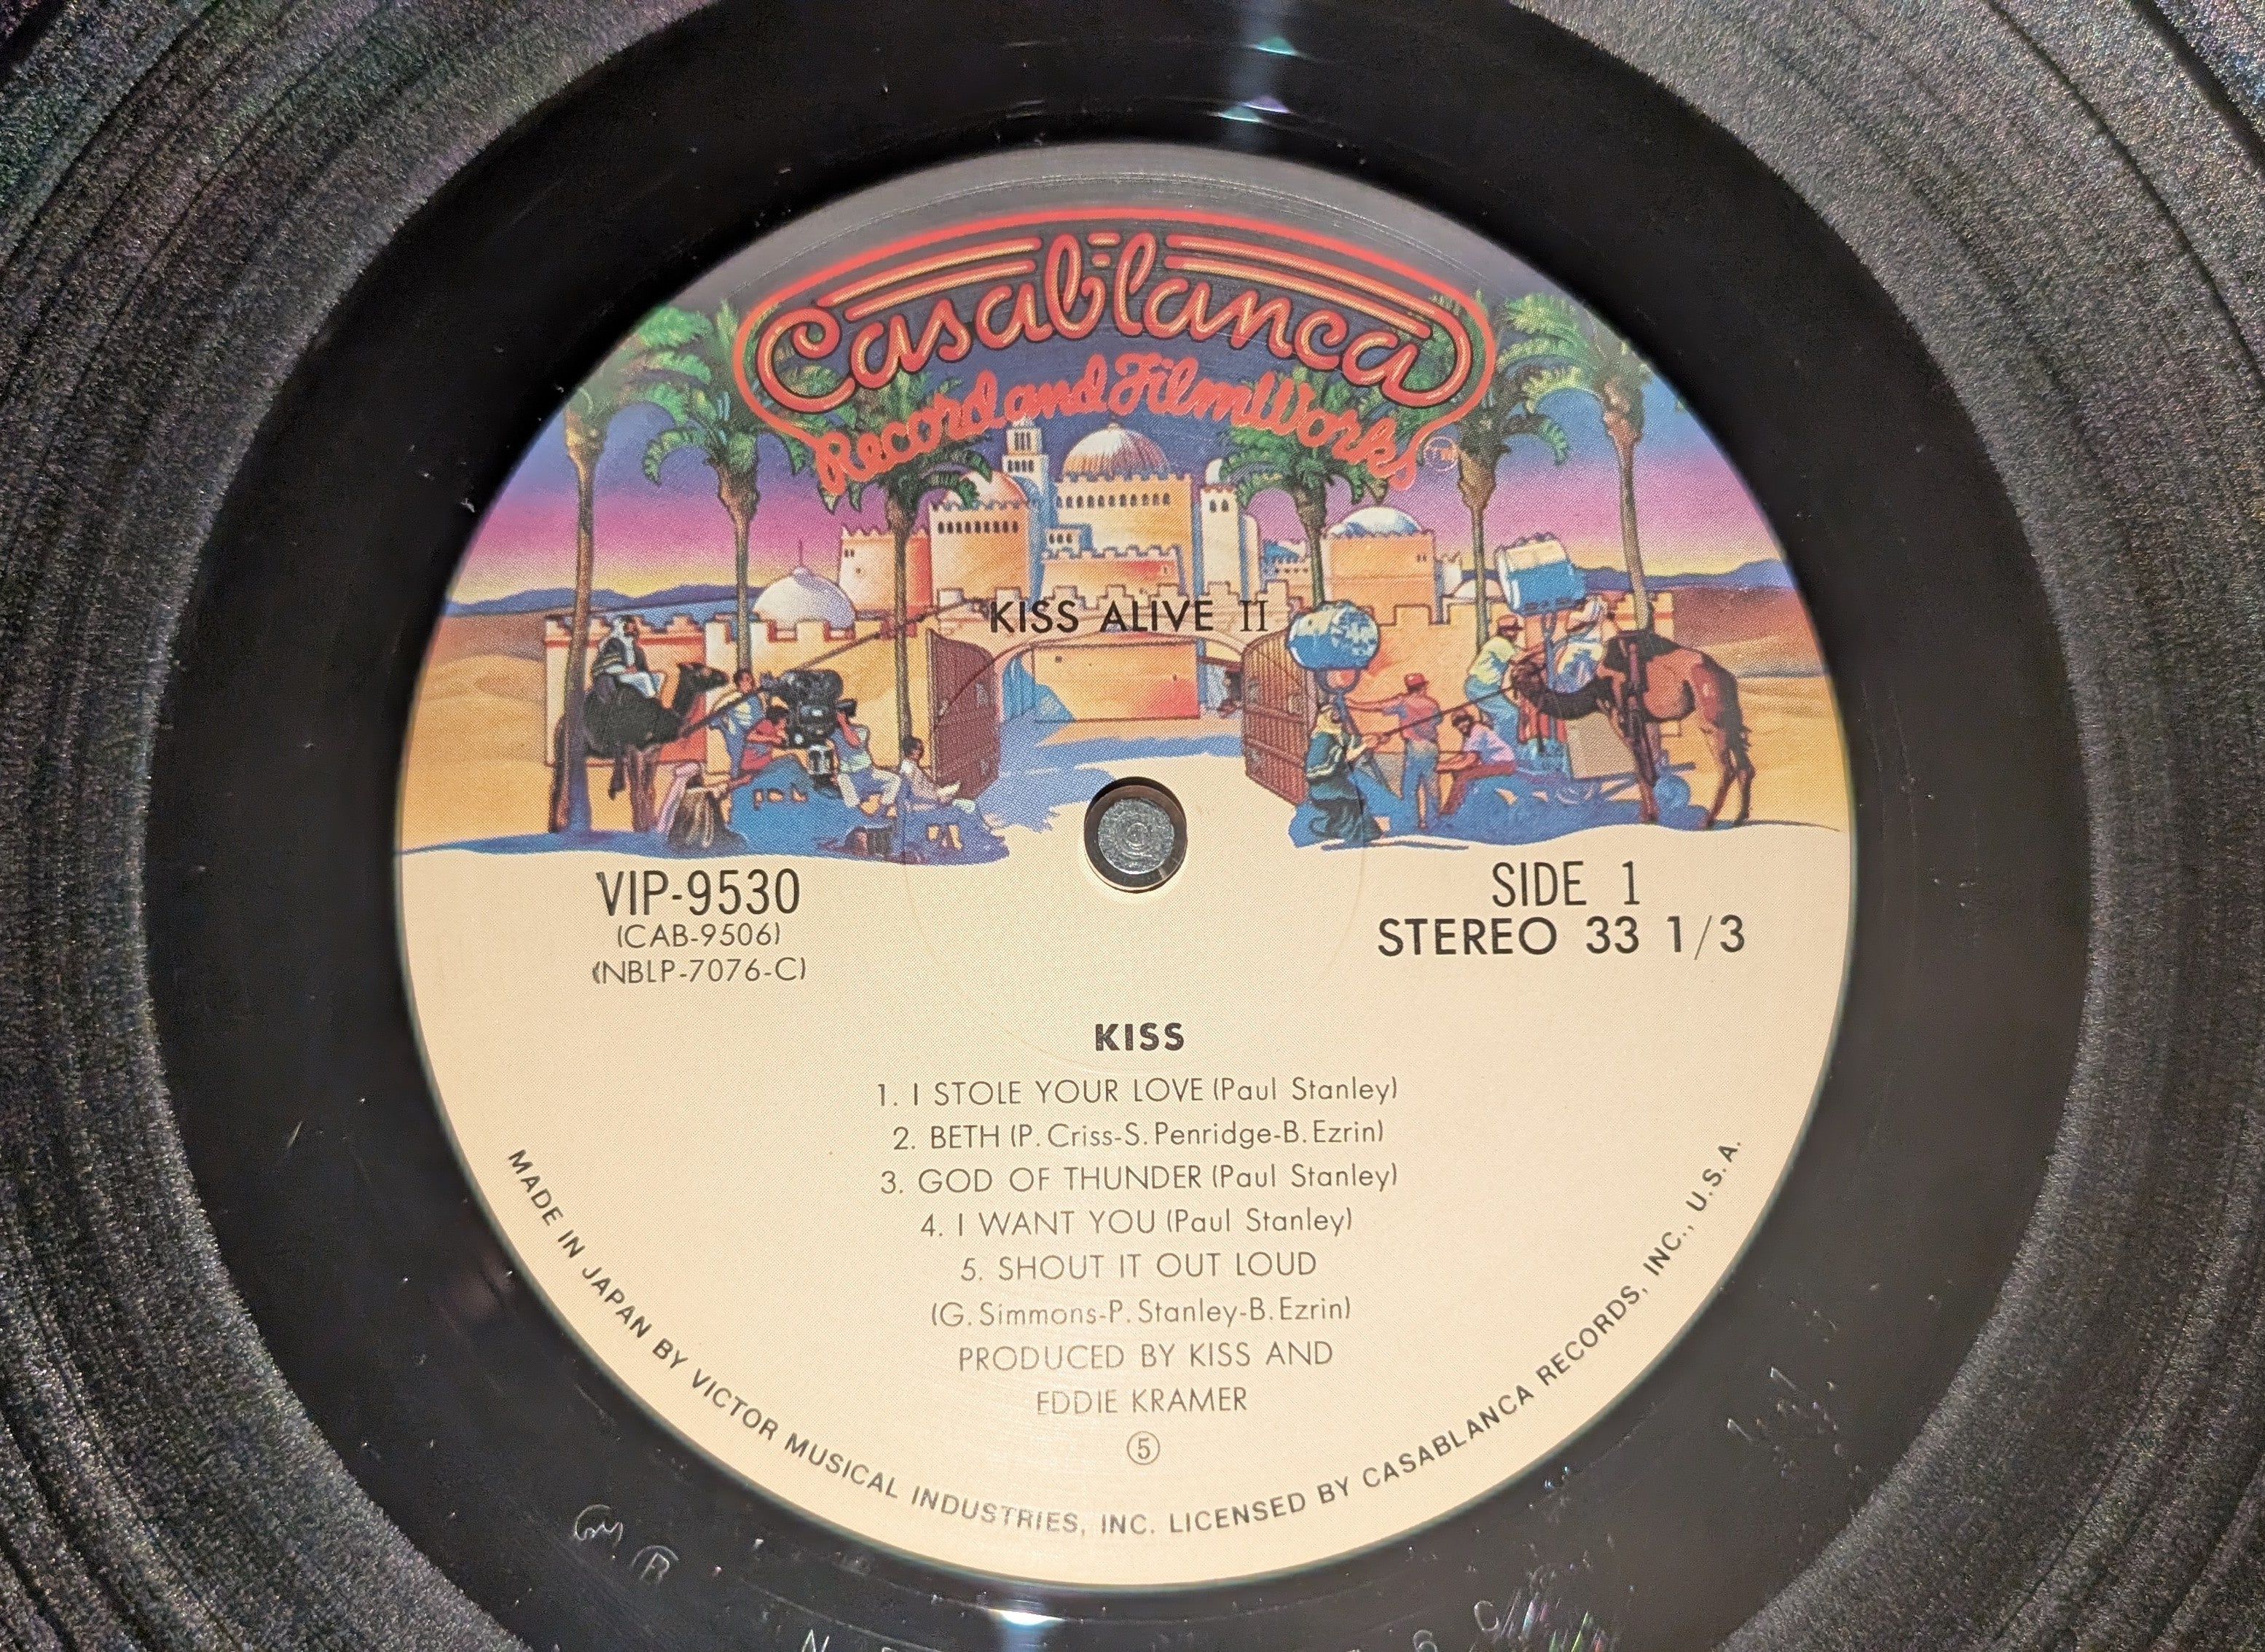 Casablanca
Record and FilmWorks TM
KISS ALIVE II
VIP-9530
(CAB-9506)
(NBLP-7076-C)
SIDE 1
STEREO 33 1/3
KISS
1. I STOLE YOUR LOVE (Paul Stanley)
2. BETH (P. Criss-S. Penridge-B. Ezrin)
3. GOD OF THUNDER (Paul Stanley)
4. I WANT YOU (Paul Stanley)
5. SHOUT IT OUT LOUD
(G. Simmons-P. Stanley-B. Ezrin)
PRODUCED BY KISS AND
EDDIE KRAMER
⑤
MADE IN JAPAN BY VICTOR MUSICAL INDUSTRIES, INC. LICENSED BY CASABLANCA RECORDS, INC., U.S.A.